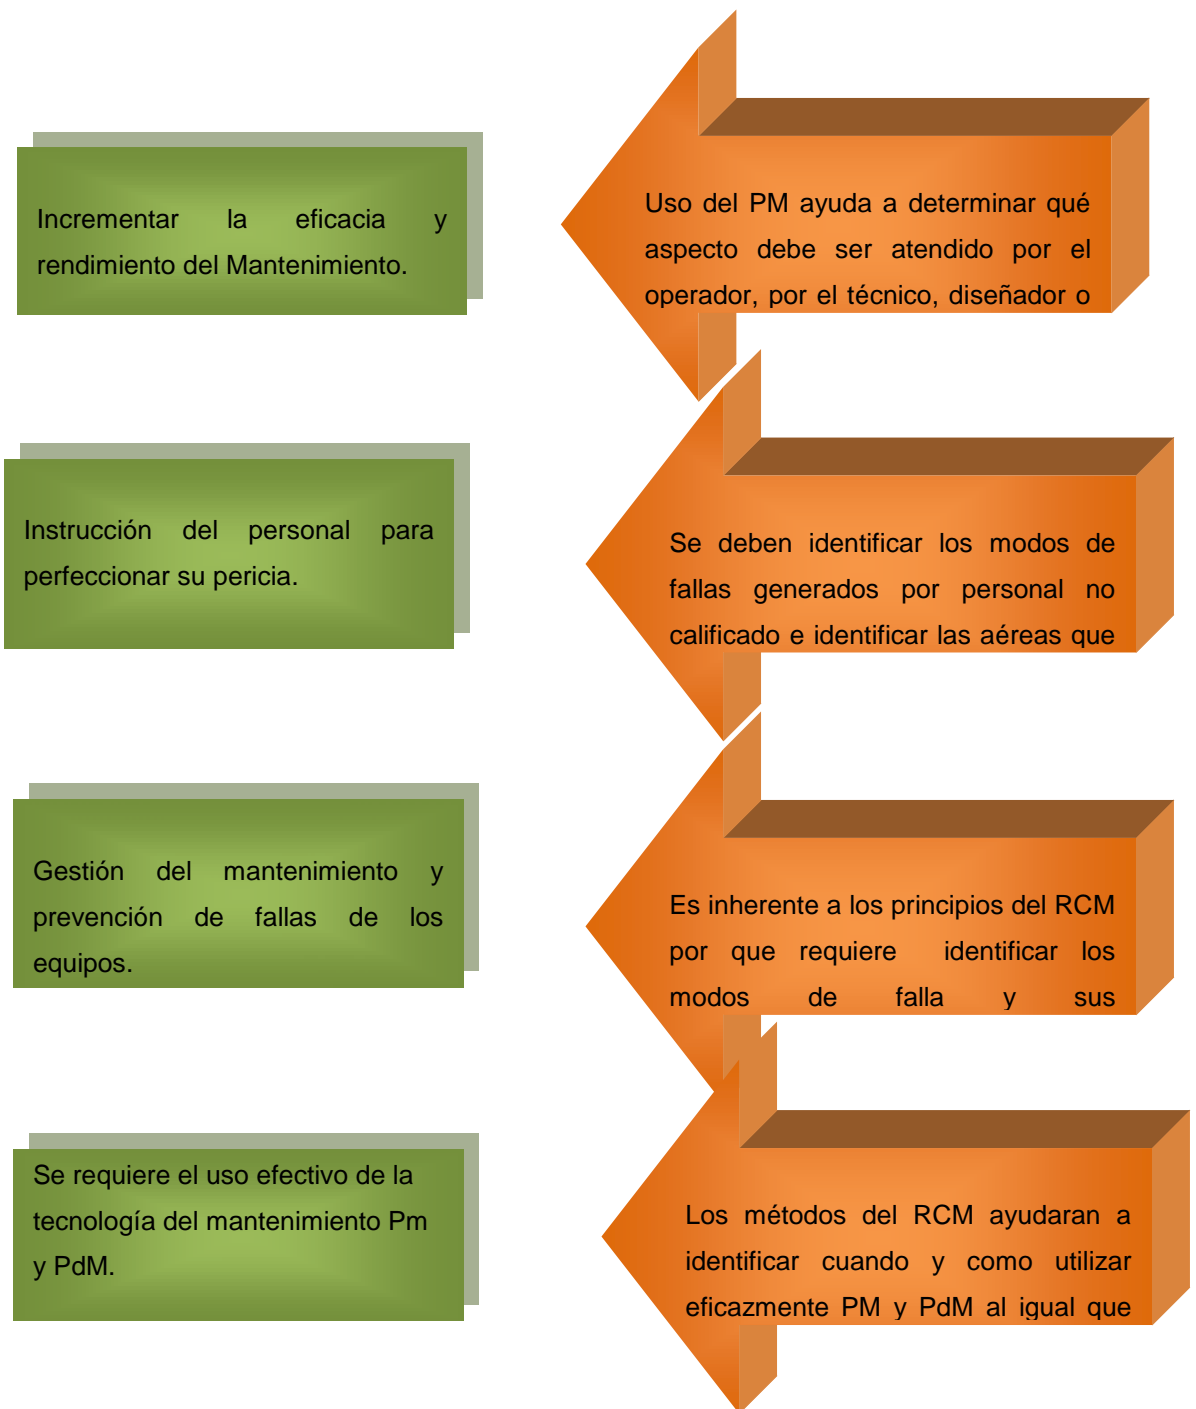 Incrementar la eficacia y
rendimiento del Mantenimiento.
Uso del PM ayuda a determinar qué
aspecto debe ser atendido por el
operador, por el técnico, diseñador o
Instrucción del personal para
perfeccionar su pericia.
Se deben identificar los modos de
fallas generados por personal no
calificado e identificar las aéreas que
Gestión del mantenimiento y
prevención de fallas de los
equipos.
Es inherente a los principios del RCM
por que requiere identificar los
modos de falla y sus
Se requiere el uso efectivo de la
tecnología del mantenimiento Pm
y PdM.
Los métodos del RCM ayudaran a
identificar cuando y como utilizar
eficazmente PM y PdM al igual que